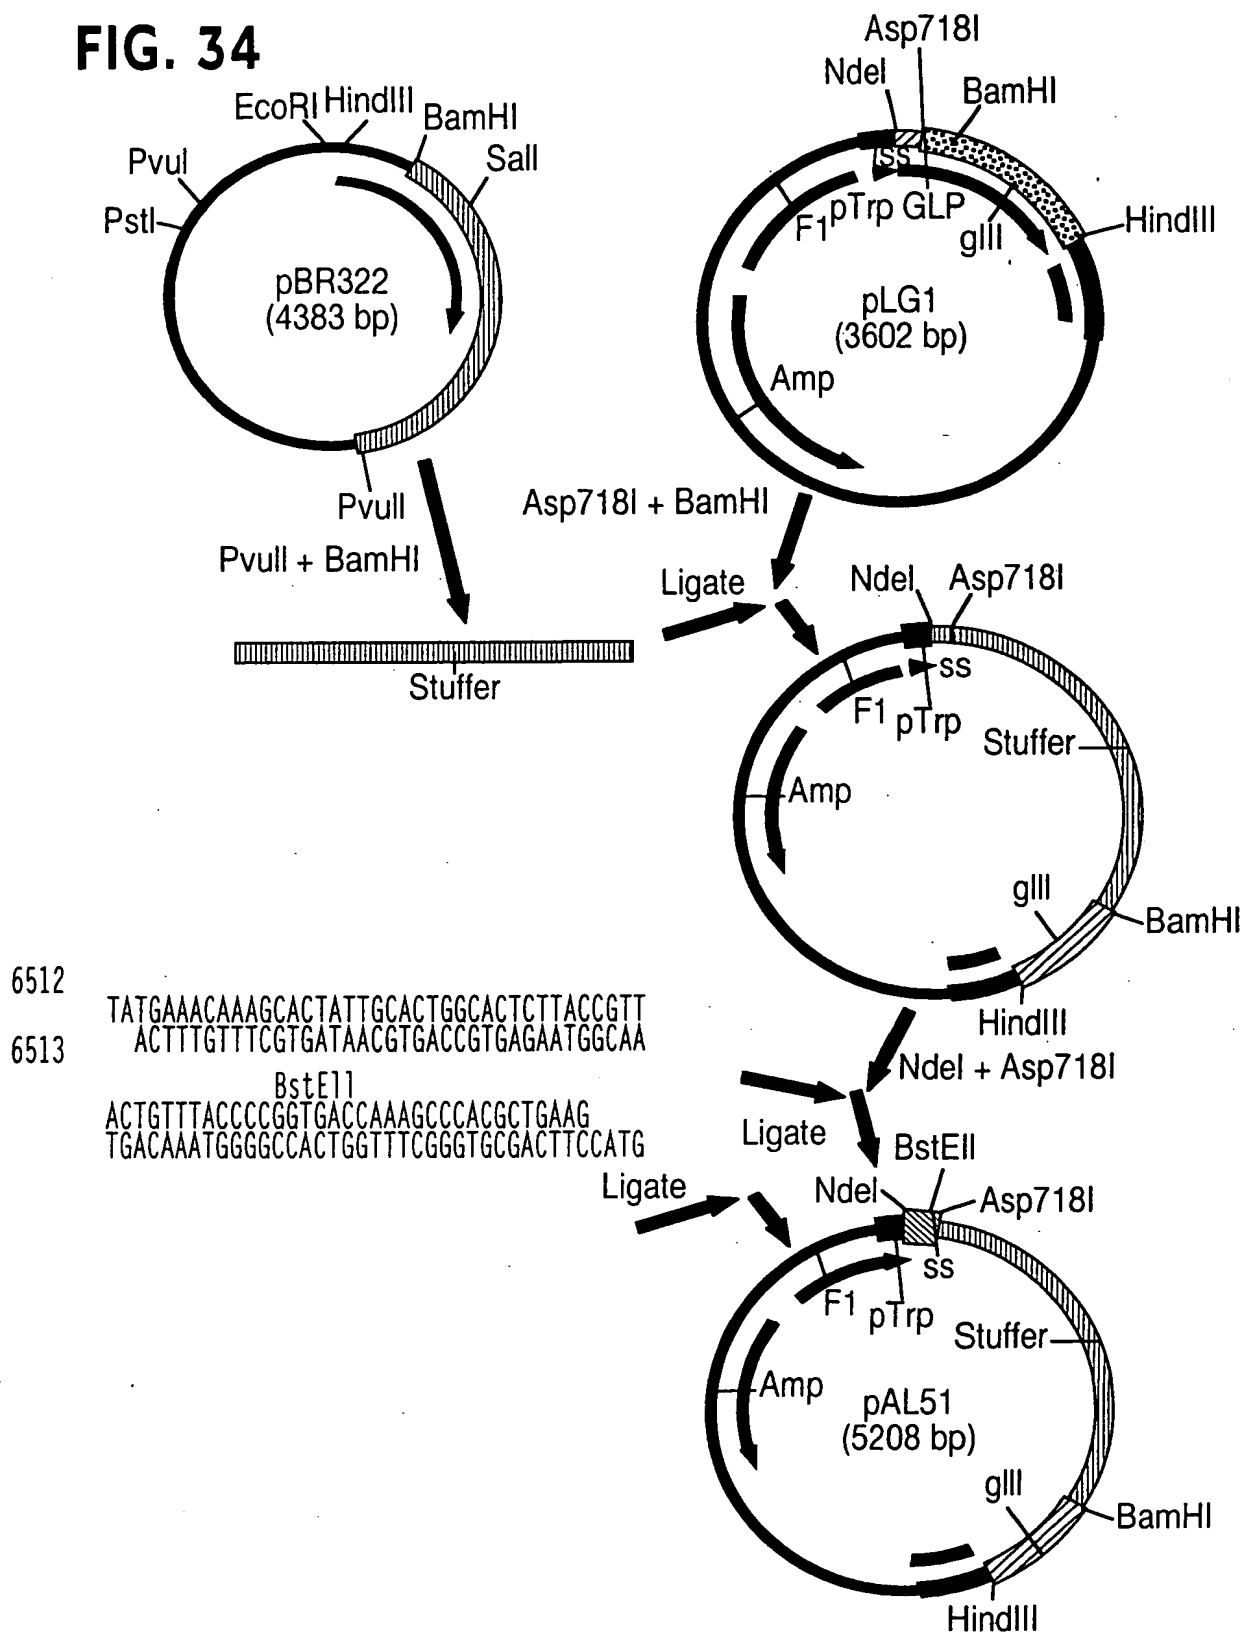 FIG. 34
EcoRI
HindIII
BamHI
SalI
PvuI
PstI
pBR322
(4383 bp)
PvuII
PvuII + BamHI
Stuffer
Asp718I
NdeI
BamHI
ss
F1
pTrp
GLP
gIII
HindIII
pLG1
(3602 bp)
Amp
Asp718I + BamHI
Ligate
NdeI
Asp718I
ss
F1
pTrp
Stuffer
Amp
gIII
BamHI
HindIII
6512
TATGAAACAAAGCACTATTGCACTGGCACTCTTACCGTT
6513
ACTTTGTTTCGTGATAACGTGACCGTGAGAATGGCAA
BstEll
ACTGTTTACCCCGGTGACCAAAGCCCACGCTGAAG
TGACAAATGGGGCCACTGGTTTCGGGTGCGACTTCCATG
NdeI + Asp718I
Ligate
BstEII
Ligate
NdeI
Asp718I
ss
F1
pTrp
Stuffer
Amp
pAL51
(5208 bp)
gIII
BamHI
HindIII